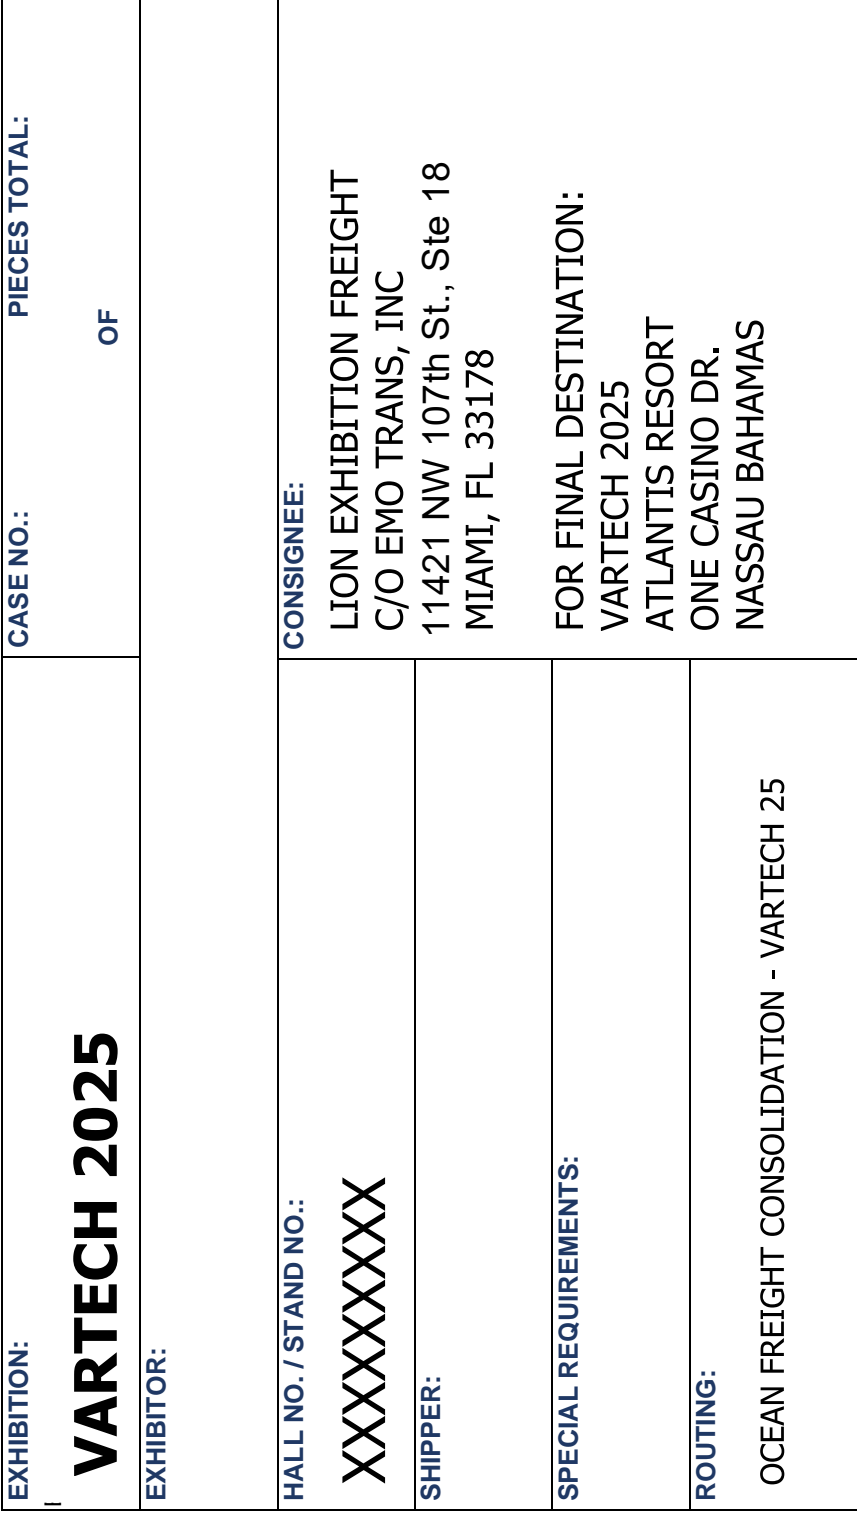 EXHIBITION:
VARTECH 2025
CASE NO.: PIECES TOTAL:
OF
EXHIBITOR:
HALL NO. / STAND NO.:
XXXXXXXXXX
SHIPPER:
SPECIAL REQUIREMENTS:
ROUTING:
OCEAN FREIGHT CONSOLIDATION - VARTECH 25
CONSIGNEE:
LION EXHIBITION FREIGHT
C/O EMO TRANS, INC
11421 NW 107th St., Ste 18
MIAMI, FL 33178
FOR FINAL DESTINATION:
VARTECH 2025
ATLANTIS RESORT
ONE CASINO DR.
NASSAU BAHAMAS